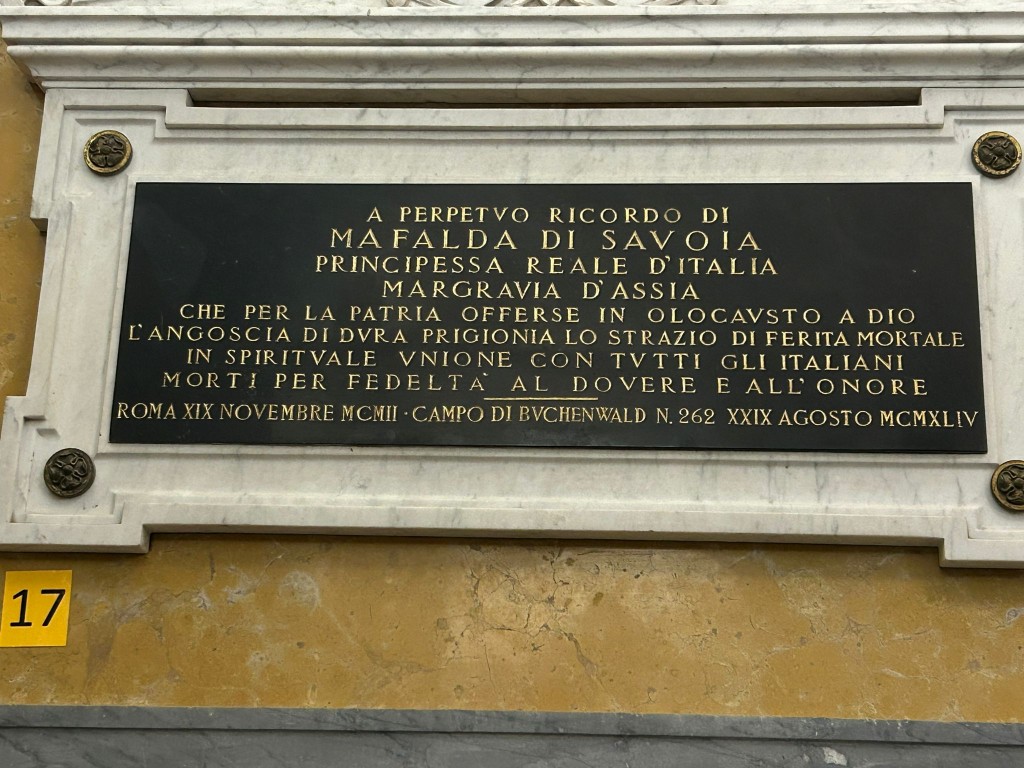 A PERPETVO RICORDO DI
MAFALDA DI SAVOIA
PRINCIPESSA REALE D'ITALIA
MARGRAVIA D'ASSIA
CHE PER LA PATRIA OFFERSE IN OLOCAVSTO A DIO
L'ANGOSCIA DI DVRA PRIGIONIA LO STRAZIO DI FERITA MORTALE
IN SPIRITVALE VNIONE CON TVTTI GLI ITALIANI
MORTI PER FEDELTA` AL DOVERE E ALL'ONORE
ROMA XIX NOVEMBRE MCMII · CAMPO DI BVCHENWALD N. 262 XXIX AGOSTO MCMXLIV
17